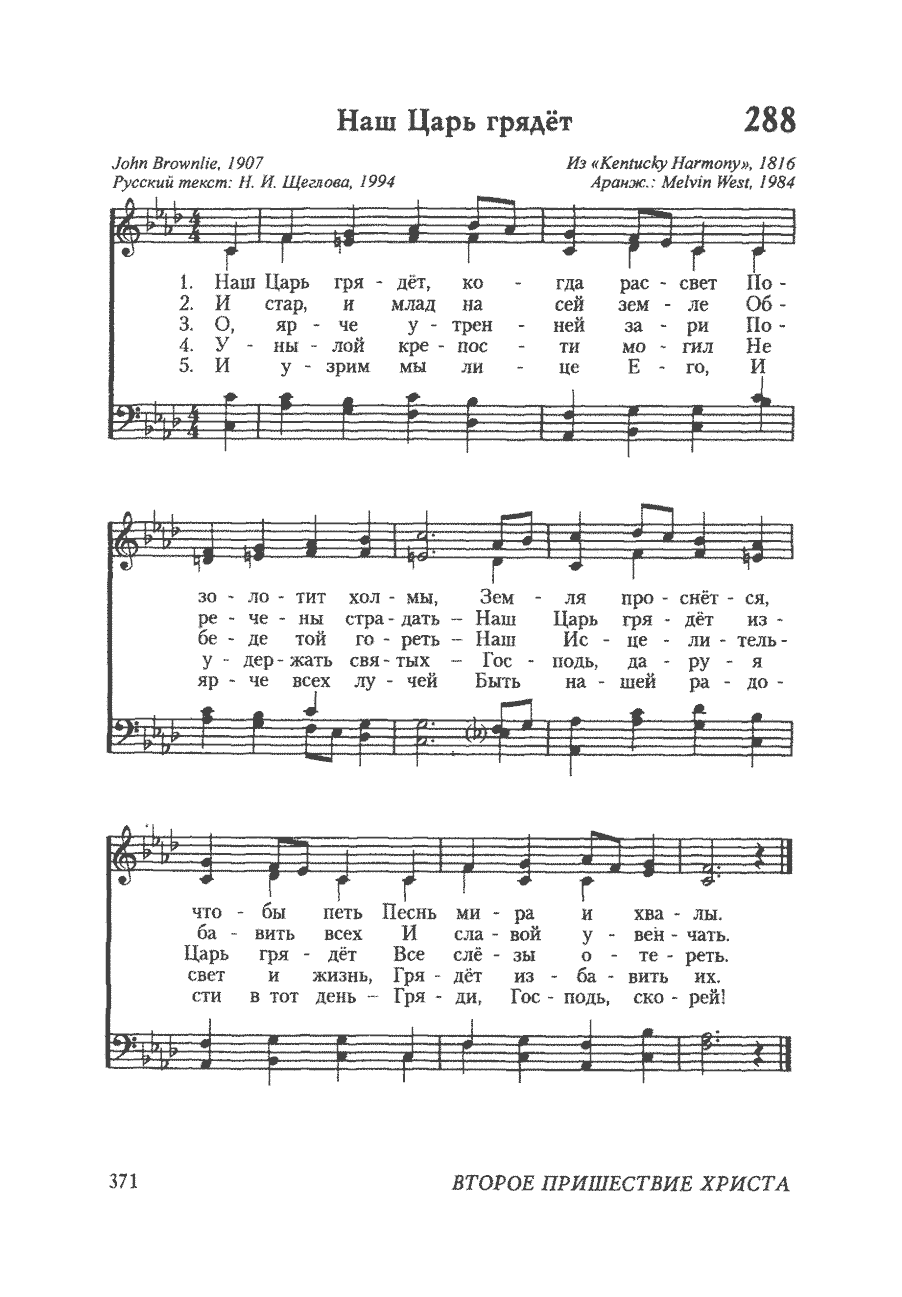 Наш Царь грядёт 288
John Brownlie, 1907 Из «Kentucky Harmony», 1816
Русский текст: Н. И. Щеглова, 1994 Аранж.: Melvin West, 1984
1. Наш Царь гря - дёт, ко - гда рас - свет По -
2. И стар, и млад на сей зем - ле Об -
3. О, яр - че у - трен - ней за - ри По -
4. У - ны - лой кре - пос - ти мо - гил Не
5. И у - зрим мы ли - це Е - го, И
зо - ло - тит хол - мы, Зем - ля про - снёт - ся,
ре - че - ны стра - дать – Наш Царь гря - дёт из -
бе - де той го - реть – Наш Ис - це - ли - тель -
у - дер - жать свя - тых – Гос - подь, да - ру - я
яр - че всех лу - чей Быть на - шей ра - до -
что - бы петь Песнь ми - ра и хва - лы.
ба - вить всех И сла - вой у - вен - чать.
Царь гря - дёт Все слё - зы о - те - реть.
свет и жизнь, Гря - дёт из - ба - вить их.
сти в тот день – Гря - ди, Гос - подь, ско - рей!
371 ВТОРОЕ ПРИШЕСТВИЕ ХРИСТА